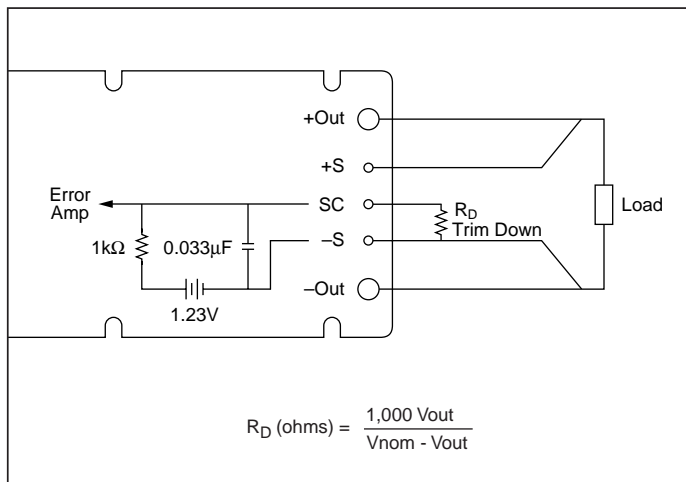 +Out
+S
Error
Amp
SC
R_D
Trim Down
Load
1kΩ
0.033µF
–S
–Out
1.23V
R_D (ohms) = 1,000 Vout
Vnom - Vout